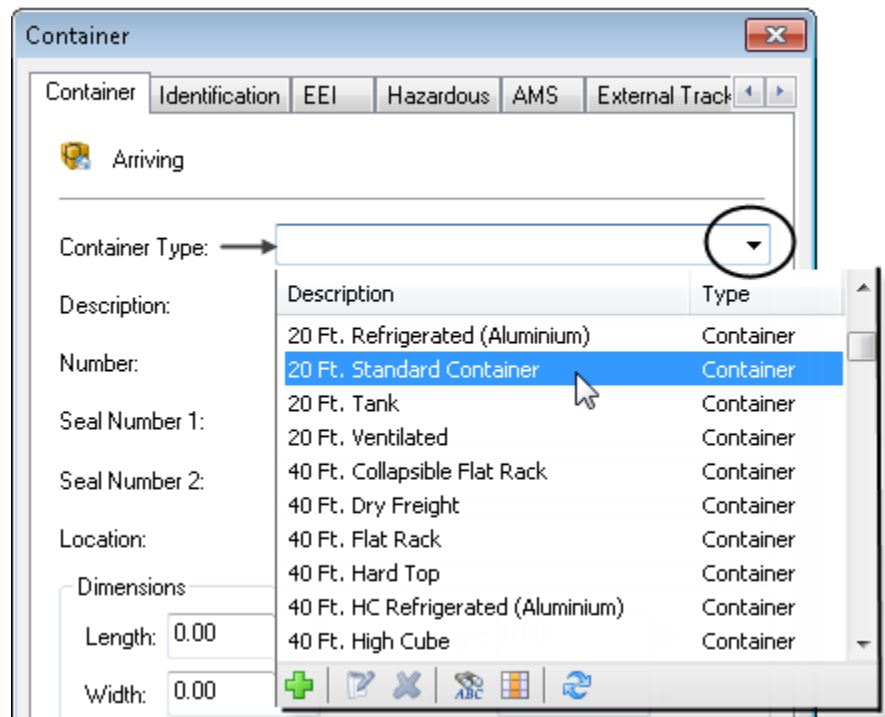 Container
Container Identification EEI Hazardous AMS External Track
Arriving
Container Type:
Description Type
Description:
20 Ft. Refrigerated (Aluminium) Container
Number:
20 Ft. Standard Container Container
20 Ft. Tank Container
Seal Number 1:
20 Ft. Ventilated Container
40 Ft. Collapsible Flat Rack Container
Seal Number 2:
40 Ft. Dry Freight Container
Location:
40 Ft. Flat Rack Container
40 Ft. Hard Top Container
Dimensions
40 Ft. HC Refrigerated (Aluminium) Container
Length: 0.00
40 Ft. High Cube Container
Width: 0.00
ABC